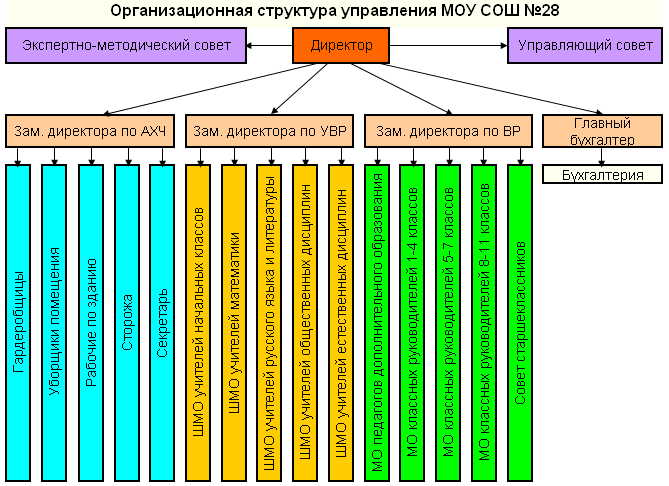 Организационная структура управления МОУ СОШ №28
Экспертно-методический совет
Директор
Управляющий совет
Зам. директора по АХЧ
Зам. директора по УВР
Зам. директора по ВР
Главный
бухгалтер
Бухгалтерия
Гардеробщицы
Уборщики помещения
Рабочие по зданию
Сторожа
Секретарь
ШМО учителей начальных классов
ШМО учителей математики
ШМО учителей русского языка и литературы
ШМО учителей общественных дисциплин
ШМО учителей естественных дисциплин
МО педагогов дополнительного образования
МО классных руководителей 1-4 классов
МО классных руководителей 5-7 классов
МО классных руководителей 8-11 классов
Совет старшеклассников